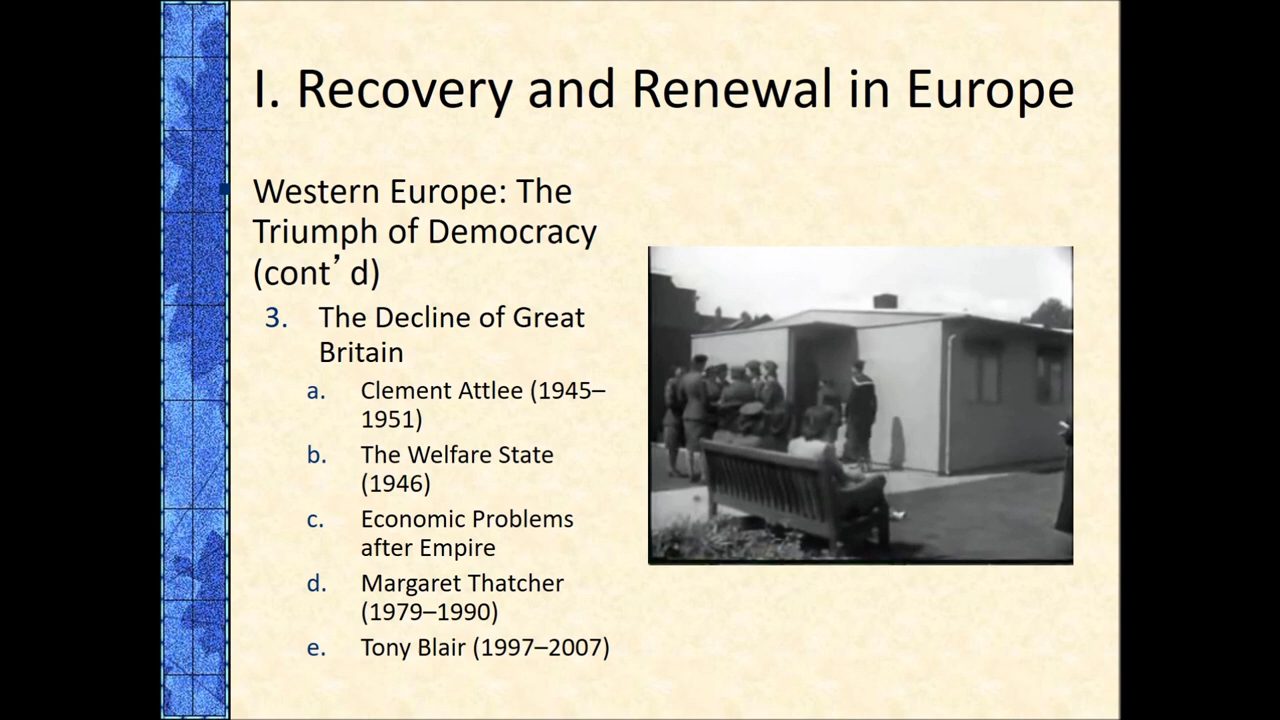 I. Recovery and Renewal in Europe
Western Europe: The
Triumph of Democracy
(cont’d)
3. The Decline of Great
Britain
a. Clement Attlee (1945–
1951)
b. The Welfare State
(1946)
c. Economic Problems
after Empire
d. Margaret Thatcher
(1979–1990)
e. Tony Blair (1997–2007)